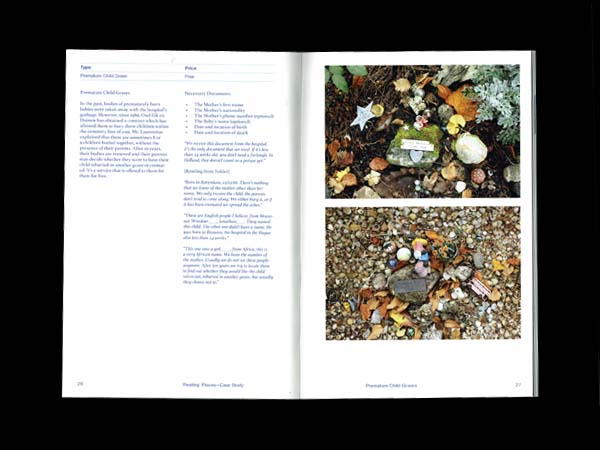 Type
Price
Premature Child Grave
Free
Premature Child Graves
In the past, bodies of prematurely born
babies were taken away with the hospital's
garbage. However, since
Oud Eik en
Duinen has obtained a contract which has
allowed them to bury these children within
the cemetery free of cost. Mr. Laurentius
explained that there are sometimes
children buried together, without the
presence of their parents. After 10 years,
their bodies are removed and their parents
may decide whether they want to have their
child reburied in another grave or cremat-
ed. It's a service that is offered to them for
them for free.
Necessary Documents:
• The Mother's first name
• The Mother's nationality
• The Mother's phone number (optional)
• The Baby's name (optional)
• Date and location of birth
• Date and location of death
"We receive this document from the hospital,
it's the only document that we need. If it's less
than 24 weeks old, you don't need a
In
Holland, that doesn't count as a person yet."
[Reading from folder]
"Born in Rotterdam,
There's nothing
that we know of the mother other than her
name. We only receive the child, the parents
don't tend to come along. We either bury it, or if
it has been cremated we spread the ashes."
"These are English people I believe, from
They named
this child. The other one didn't have a name. He
was born in Bronovo, the hospital in the Hague
also less than 24 weeks."
"This one was a girl,
from Africa, this is
a very African name. We have the number of
the mother. Usually we do not see these people
anymore. After ten years we try to locate them
to find out whether they would like the child
removed, reburied in another grave, but usually
they choose not to."
26
Resting Places—Case Study
Premature Child Graves
27